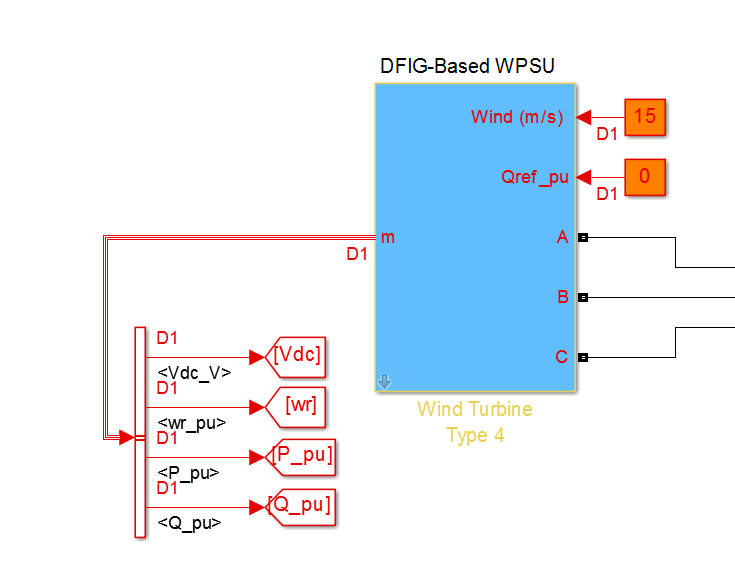 DFIG-Based WPSU
Wind (m/s)
15
D1
Qref_pu
0
D1
m
D1
A
B
C
Wind Turbine
Type 4
D1
[Vdc]
<Vdc_V>
D1
[wr]
<wr_pu>
D1
[P_pu]
<P_pu>
D1
[Q_pu]
<Q_pu>